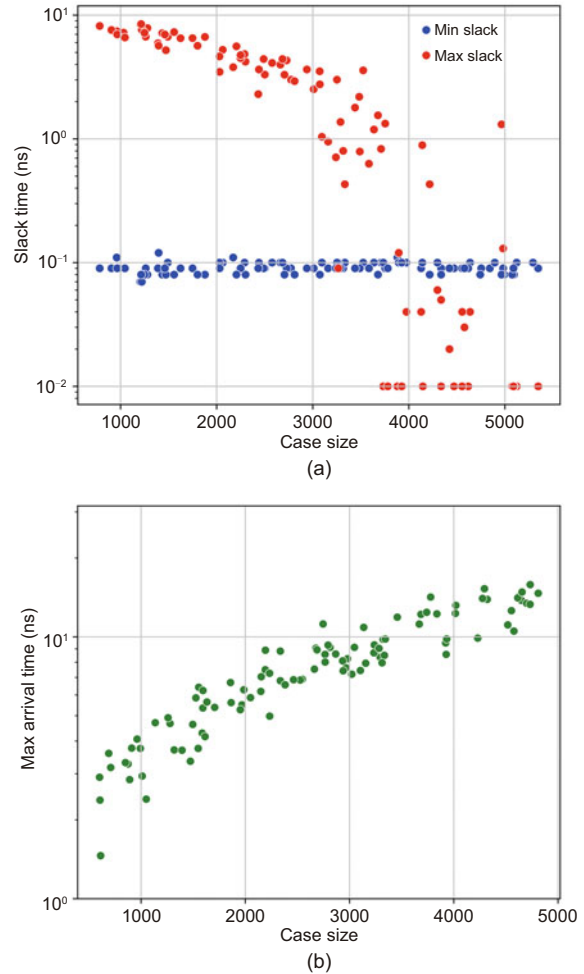 10¹
10⁰
10⁻¹
10⁻²
Slack time (ns)
Min slack
Max slack
1000 2000 3000 4000 5000
Case size
(a)
Max arrival time (ns)
10
10⁰
1000 2000 3000 4000 5000
Case size
(b)